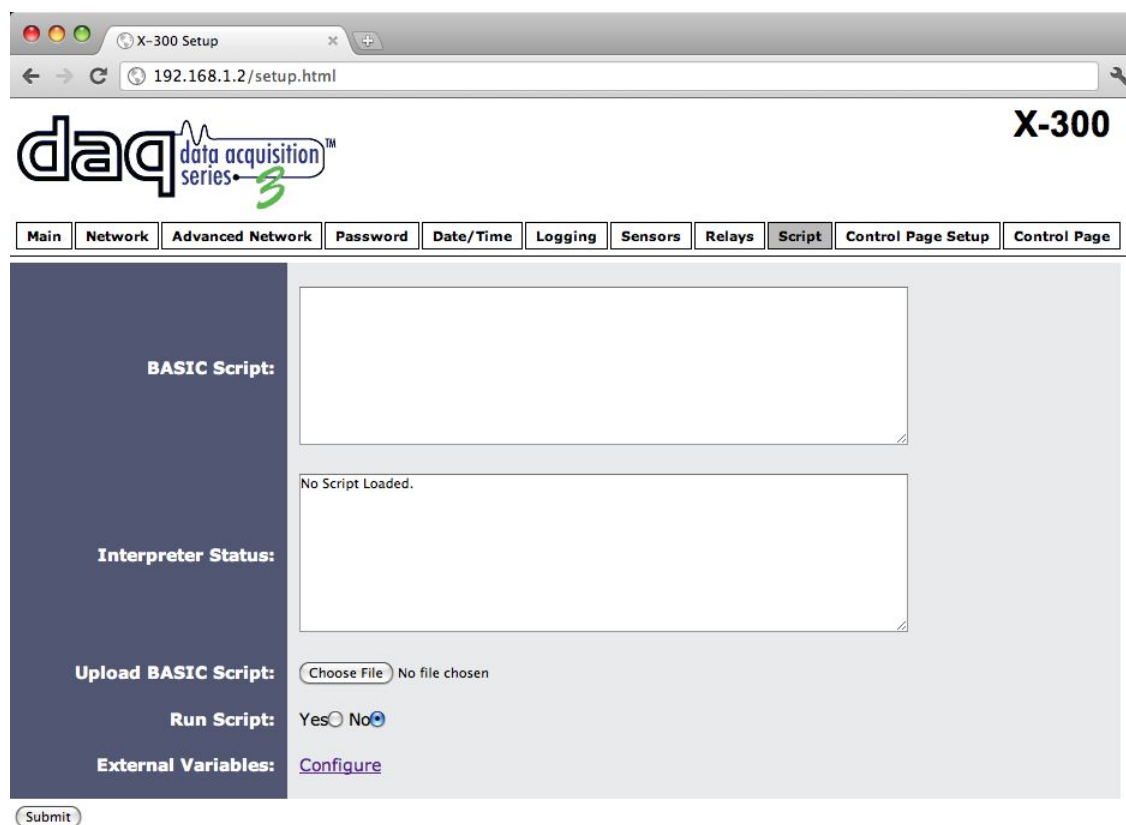 X-300 Setup
192.168.1.2/setup.html
X-300
daq data acquisition™
series 3
Main Network Advanced Network Password Date/Time Logging Sensors Relays Script Control Page Setup Control Page
BASIC Script:
No Script Loaded.
Interpreter Status:
Upload BASIC Script: Choose File No file chosen
Run Script: Yes No
External Variables: Configure
Submit